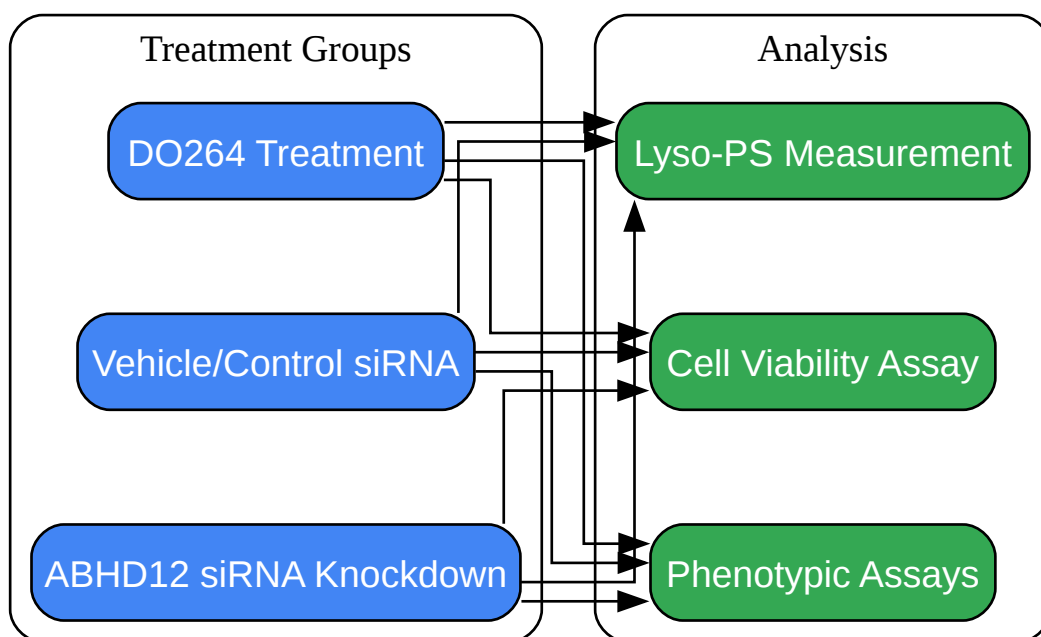 Treatment Groups
DO264 Treatment
Vehicle/Control siRNA
ABHD12 siRNA Knockdown
Analysis
Lyso-PS Measurement
Cell Viability Assay
Phenotypic Assays